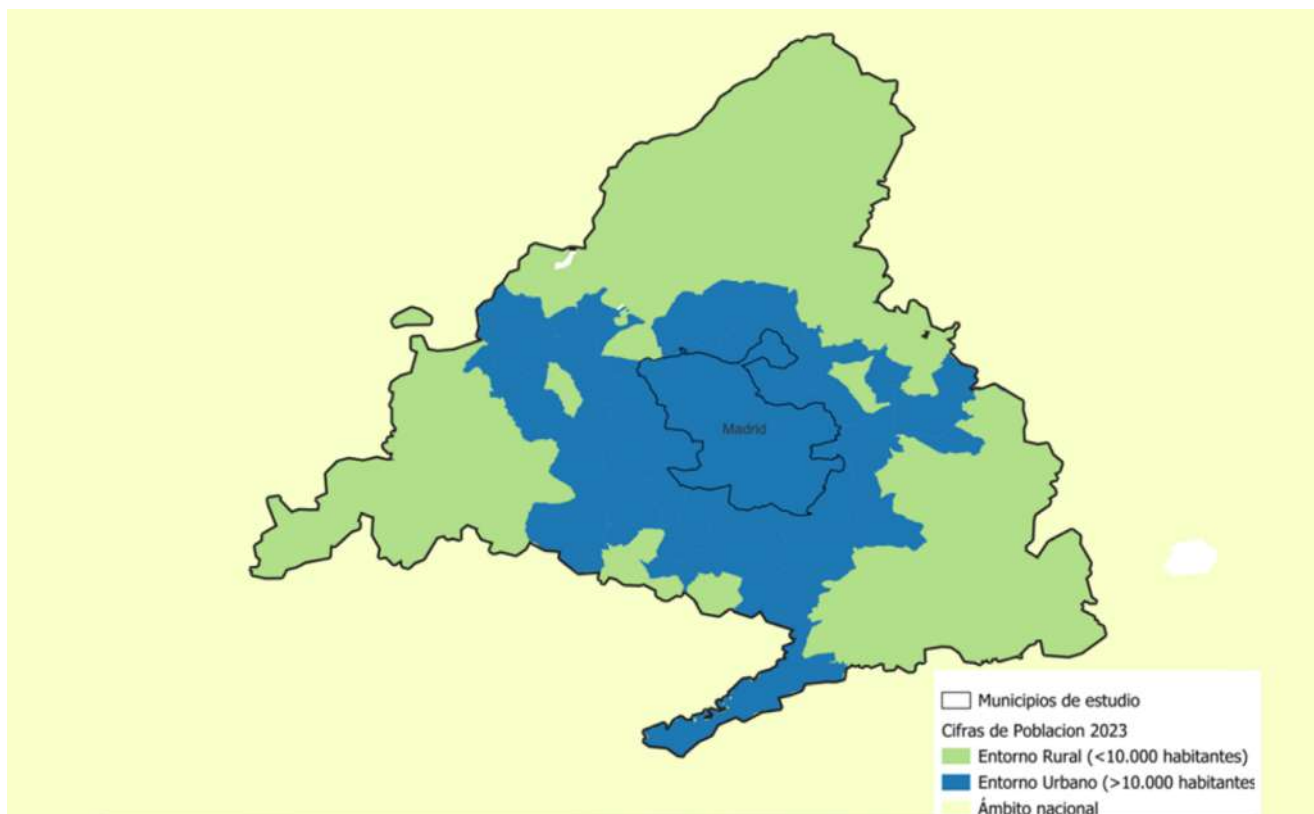 Madrid
Municipios de estudio
Cifras de Poblacion 2023
Entorno Rural (<10.000 habitantes)
Entorno Urbano (>10.000 habitantes
Ámbito nacional